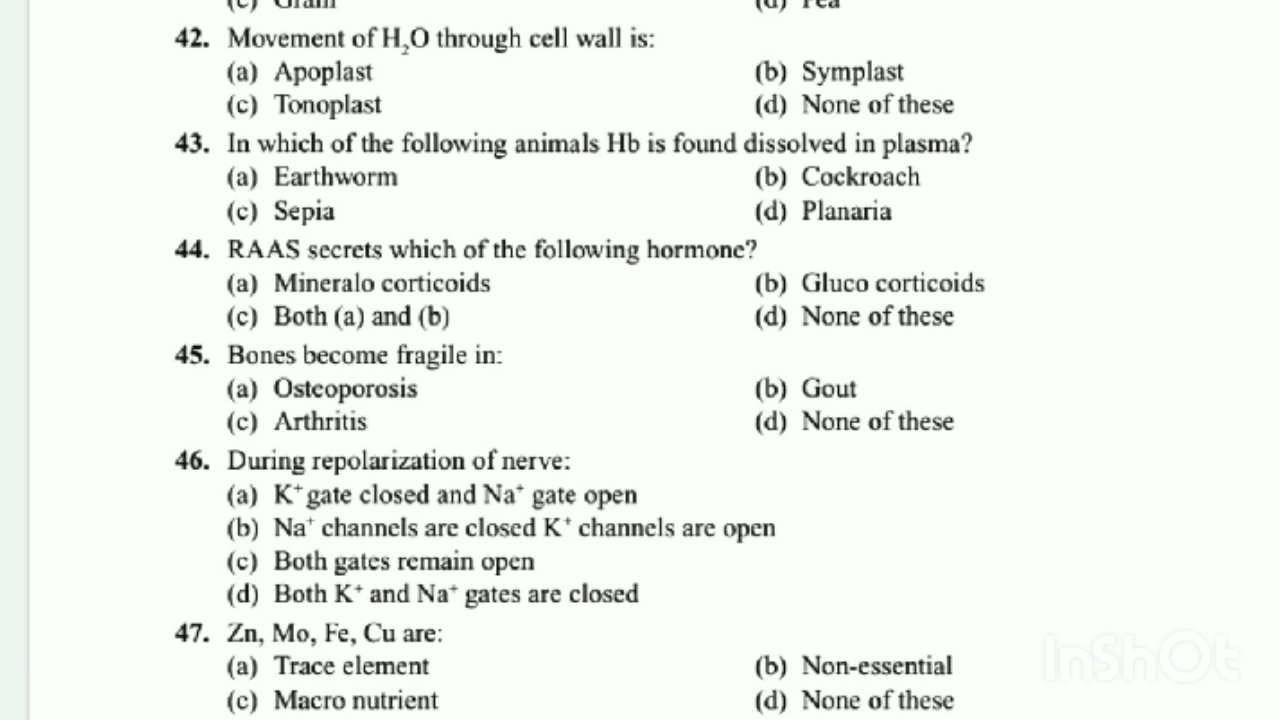 42. Movement of H₂O through cell wall is:
(a) Apoplast (b) Symplast
(c) Tonoplast (d) None of these
43. In which of the following animals Hb is found dissolved in plasma?
(a) Earthworm (b) Cockroach
(c) Sepia (d) Planaria
44. RAAS secrets which of the following hormone?
(a) Mineralo corticoids (b) Gluco corticoids
(c) Both (a) and (b) (d) None of these
45. Bones become fragile in:
(a) Osteoporosis (b) Gout
(c) Arthritis (d) None of these
46. During repolarization of nerve:
(a) K⁺ gate closed and Na⁺ gate open
(b) Na⁺ channels are closed K⁺ channels are open
(c) Both gates remain open
(d) Both K⁺ and Na⁺ gates are closed
47. Zn, Mo, Fe, Cu are:
(a) Trace element (b) Non-essential
(c) Macro nutrient (d) None of these
InShOt